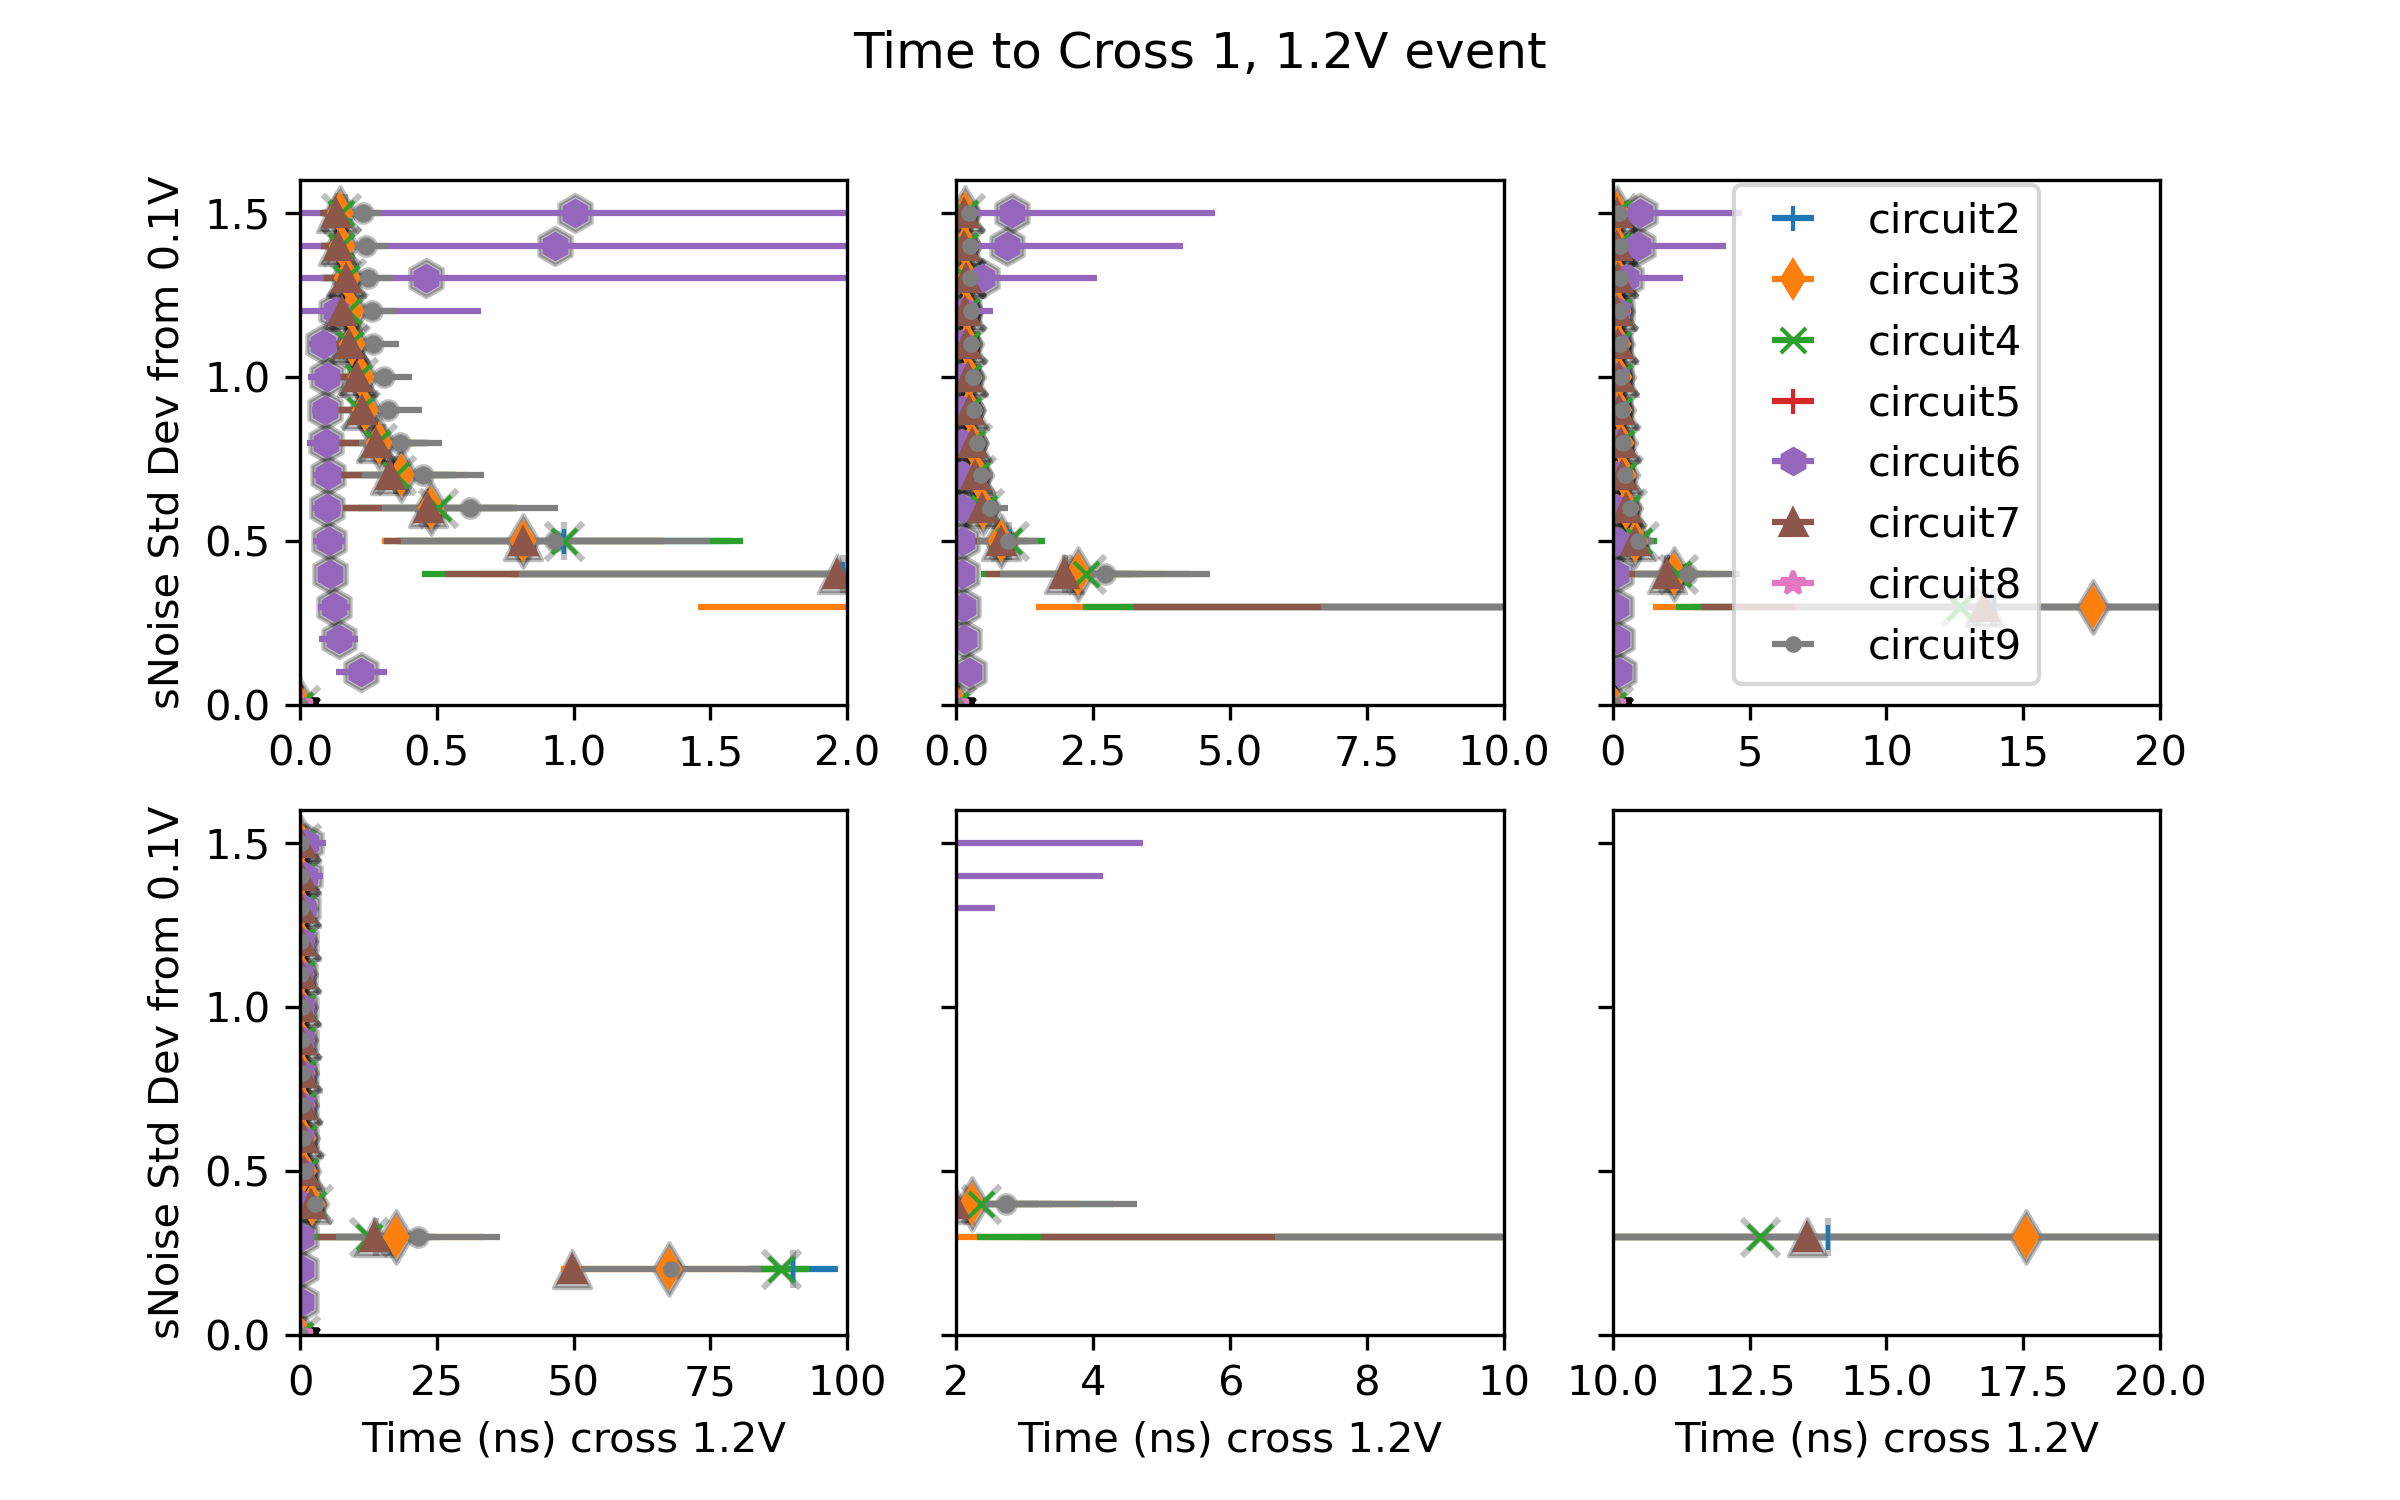 Time to Cross 1, 1.2V event
sNoise Std Dev from 0.1V
1.5
1.0
0.5
0.0
0.0 0.5 1.0 1.5 2.0
0.0 2.5 5.0 7.5 10.0
circuit2
circuit3
circuit4
circuit5
circuit6
circuit7
circuit8
circuit9
0 5 10 15 20
sNoise Std Dev from 0.1V
1.5
1.0
0.5
0.0
0 25 50 75 100
Time (ns) cross 1.2V
2 4 6 8 10
Time (ns) cross 1.2V
10.0 12.5 15.0 17.5 20.0
Time (ns) cross 1.2V